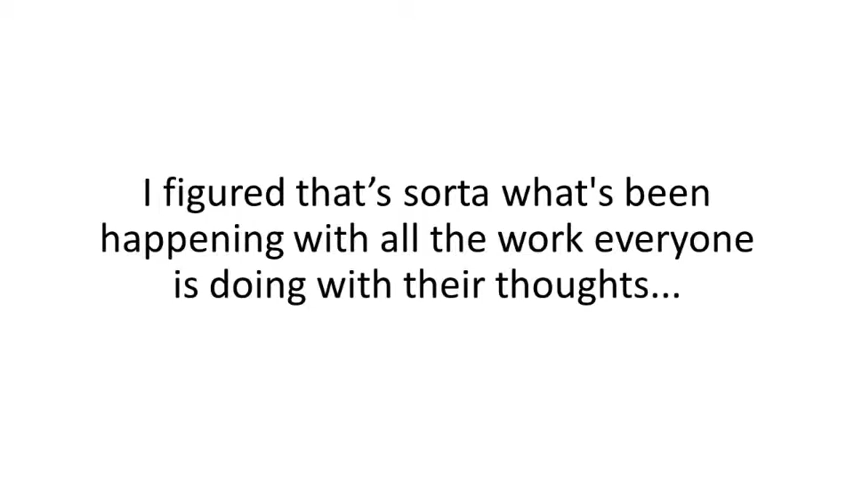 I figured that’s sorta what's been
happening with all the work everyone
is doing with their thoughts...